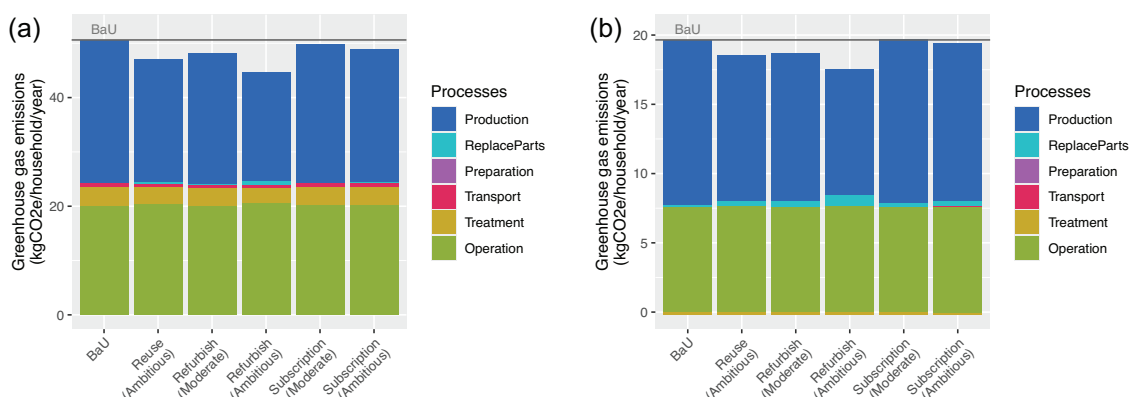 (a)
BaU
Greenhouse gas emissions
(kgCO2e/household/year)
40
20
0
BaU
Reuse
(Ambitious)
Refurbish
(Moderate)
Refurbish
(Ambitious)
Subscription
(Moderate)
Subscription
(Ambitious)
Processes
Production
ReplaceParts
Preparation
Transport
Treatment
Operation
(b)
BaU
Greenhouse gas emissions
(kgCO2e/household/year)
20
15
10
5
0
BaU
Reuse
(Ambitious)
Refurbish
(Moderate)
Refurbish
(Ambitious)
Subscription
(Moderate)
Subscription
(Ambitious)
Processes
Production
ReplaceParts
Preparation
Transport
Treatment
Operation